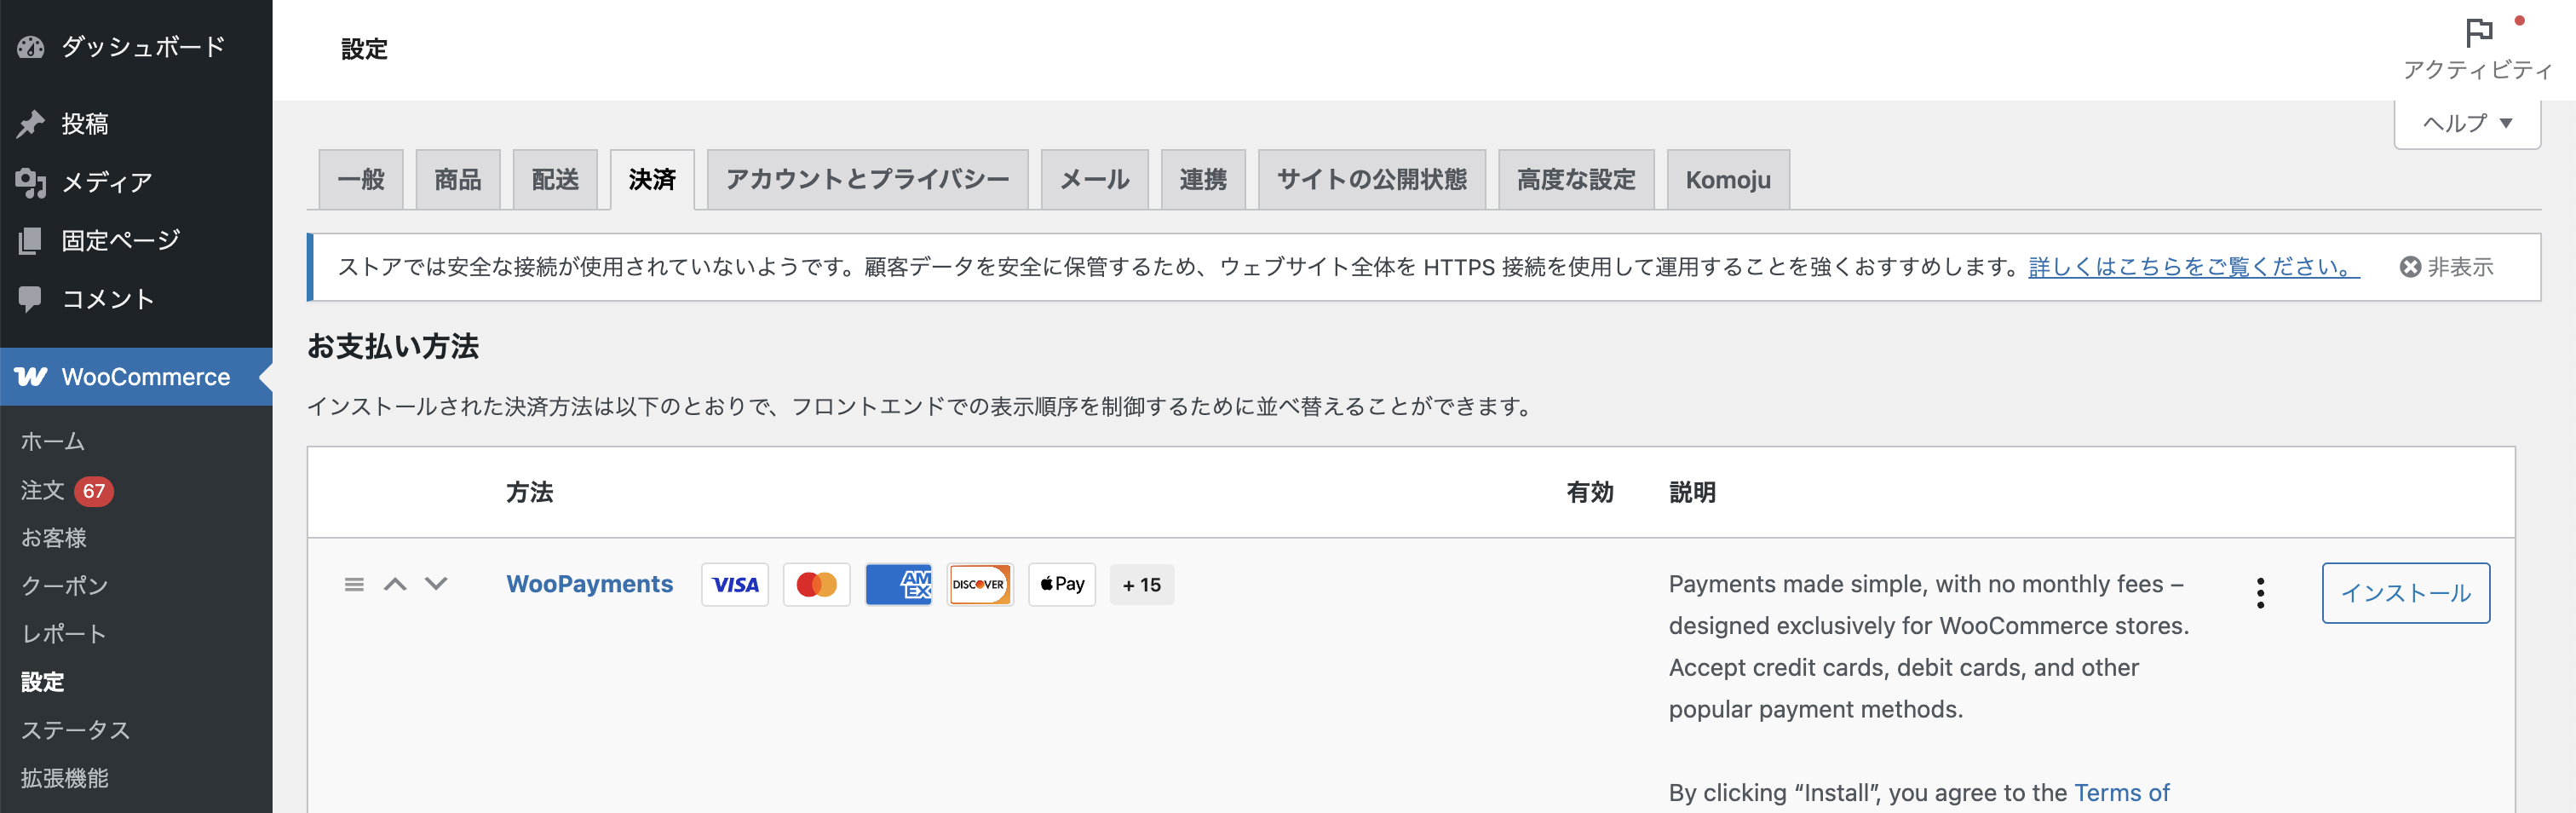 ダッシュボード
投稿
メディア
固定ページ
コメント
WooCommerce
ホーム
注文 67
お客様
クーポン
レポート
設定
ステータス
拡張機能
設定
アクティビティ
ヘルプ ▼
一般 商品 配送 決済 アカウントとプライバシー メール 連携 サイトの公開状態 高度な設定 Komoju
ストアでは安全な接続が使用されていないようです。顧客データを安全に保管するため、ウェブサイト全体を HTTPS 接続を使用して運用することを強くおすすめします。詳しくはこちらをご覧ください。 非表示
お支払い方法
インストールされた決済方法は以下のとおりで、フロントエンドでの表示順序を制御するために並べ替えることができます。
方法 有効 説明
WooPayments VISA AMEX DISCOVER Pay + 15
Payments made simple, with no monthly fees –
designed exclusively for WooCommerce stores.
Accept credit cards, debit cards, and other
popular payment methods.
By clicking “Install”, you agree to the Terms of
インストール